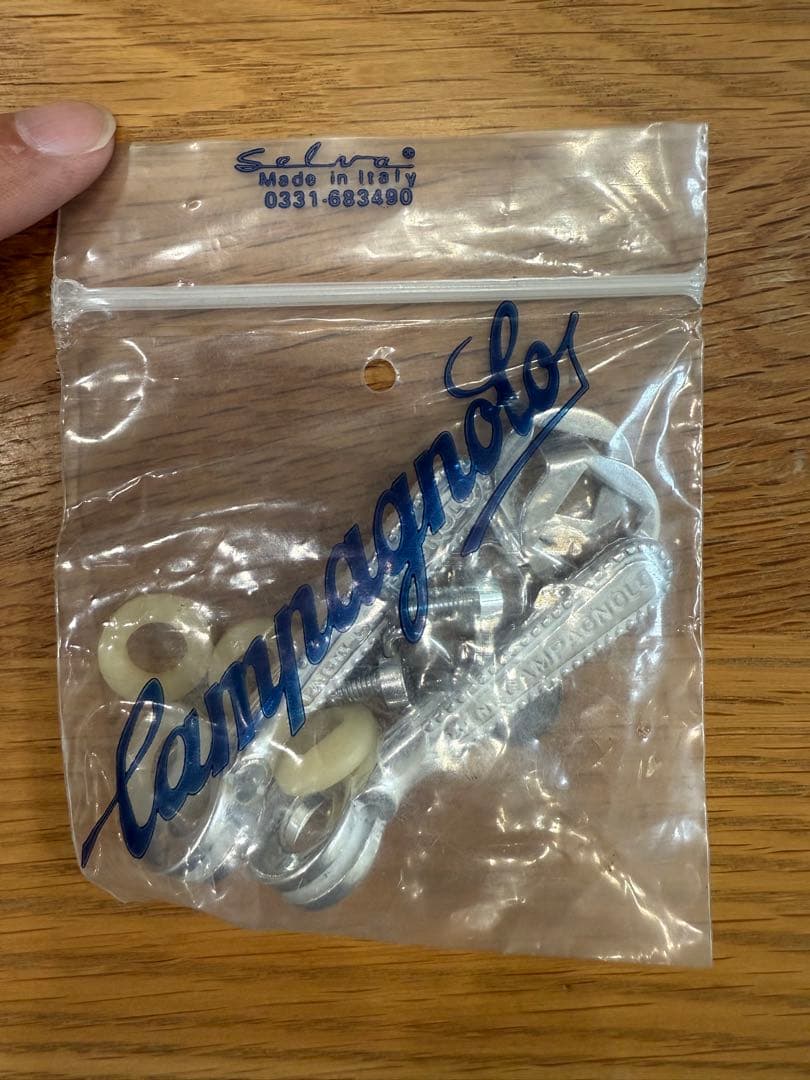 Selva®
Made in Italy
0331-683490
Campagnolo
CAMPAGNOLO